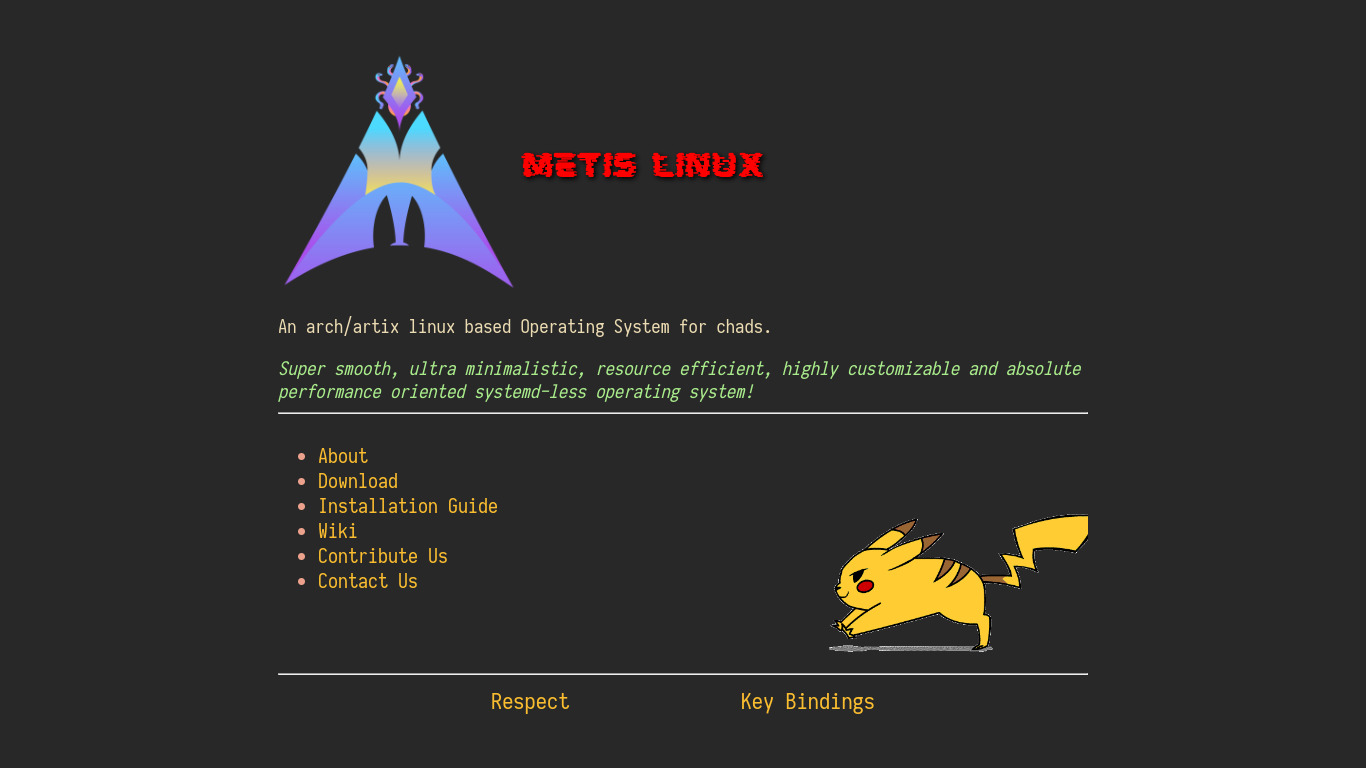 METIS LINUX
An arch/artix linux based Operating System for chads.
Super smooth, ultra minimalistic, resource efficient, highly customizable and absolute
performance oriented systemd-less operating system!
About
Download
Installation Guide
Wiki
Contribute Us
Contact Us
Respect
Key Bindings